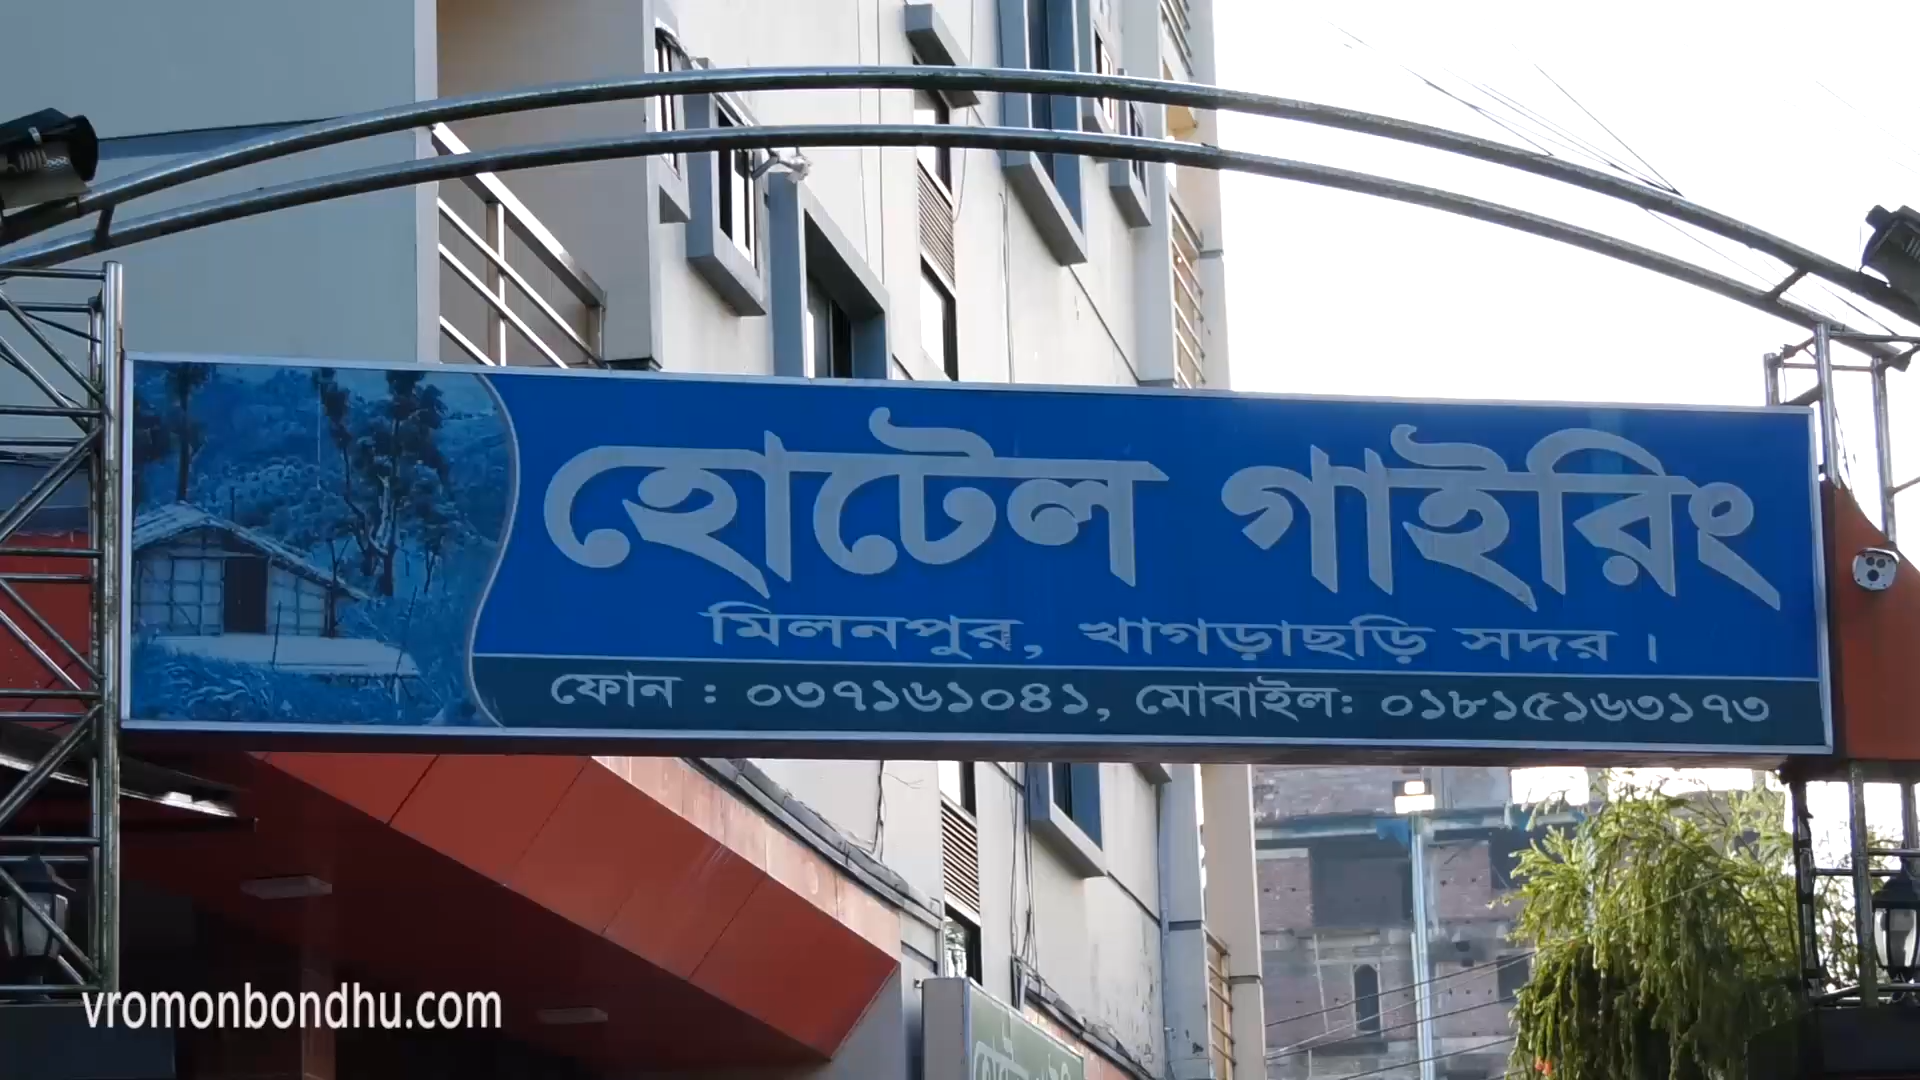 হোটেল গাইরিং
মিলনপুর, খাগড়াছড়ি সদর ।
ফোন : ০৩৭১৬১০৪১, মোবাইল: ০১৮১৫১৬৩১৭৩
vromonbondhu.com